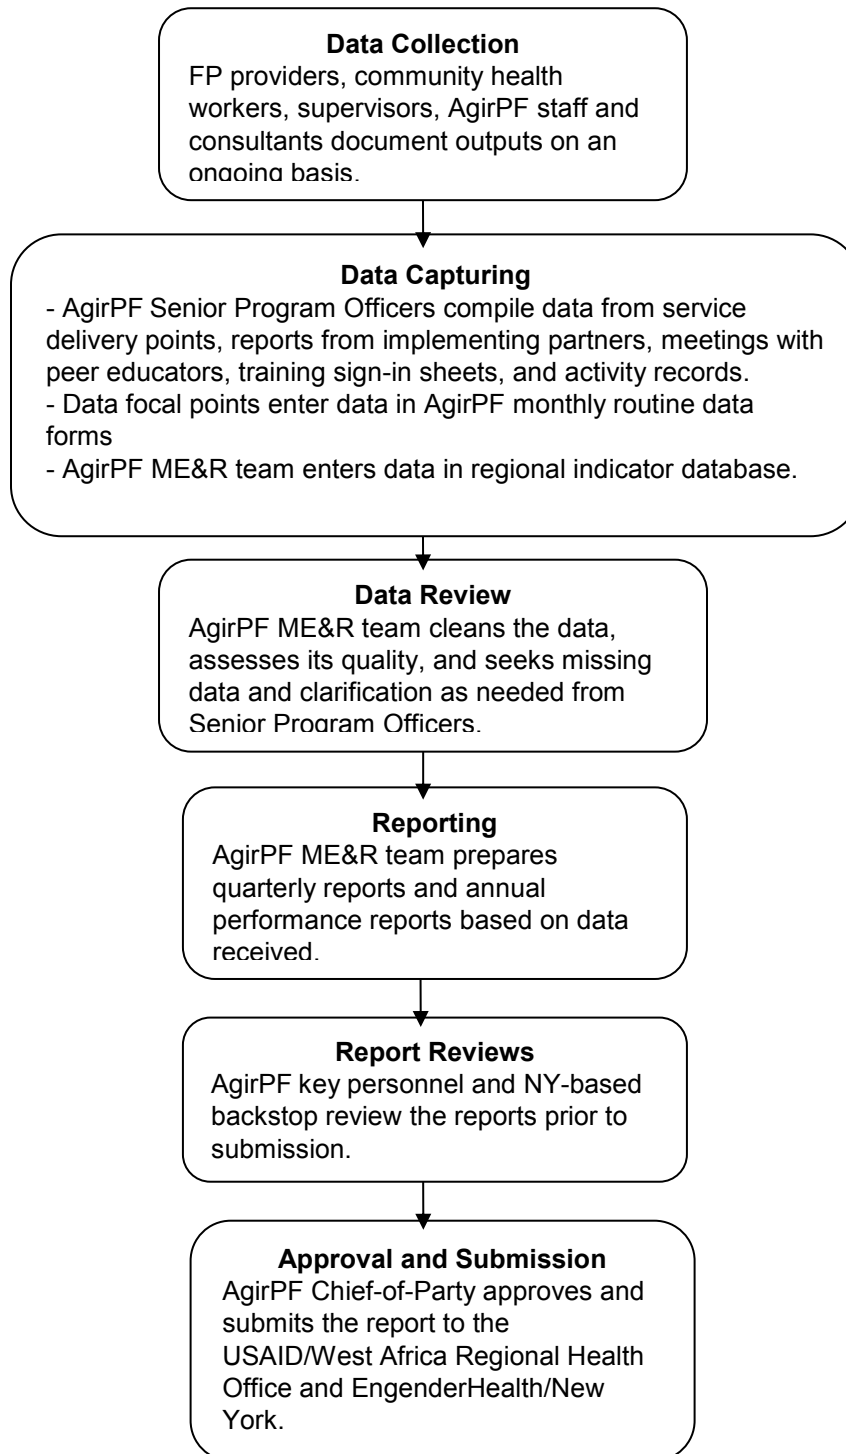 Data Collection
FP providers, community health
workers, supervisors, AgirPF staff and
consultants document outputs on an
ongoing basis.
Data Capturing
- AgirPF Senior Program Officers compile data from service
delivery points, reports from implementing partners, meetings with
peer educators, training sign-in sheets, and activity records.
- Data focal points enter data in AgirPF monthly routine data
forms
- AgirPF ME&R team enters data in regional indicator database.
Data Review
AgirPF ME&R team cleans the data,
assesses its quality, and seeks missing
data and clarification as needed from
Senior Program Officers.
Reporting
AgirPF ME&R team prepares
quarterly reports and annual
performance reports based on data
received.
Report Reviews
AgirPF key personnel and NY-based
backstop review the reports prior to
submission.
Approval and Submission
AgirPF Chief-of-Party approves and
submits the report to the
USAID/West Africa Regional Health
Office and EngenderHealth/New
York.